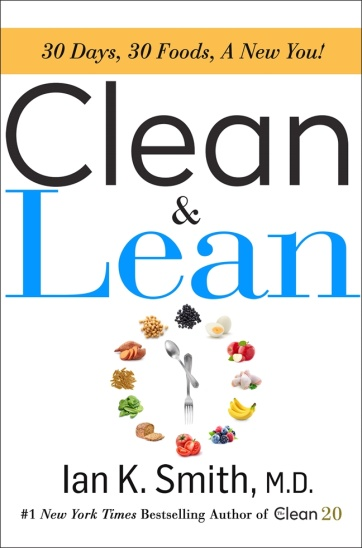 30 Days, 30 Foods, A New You!
Clean
&
Lean
Ian K. Smith, M.D.
#1 New York Times Bestselling Author of The Clean 20